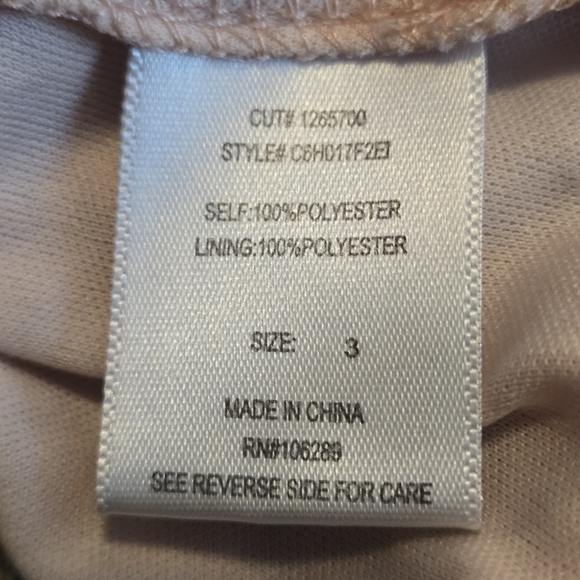 CUT# 1265700
STYLE# C6H017F2EI
SELF:100%POLYESTER
LINING:100%POLYESTER
SIZE: 3
MADE IN CHINA
RN#106289
SEE REVERSE SIDE FOR CARE